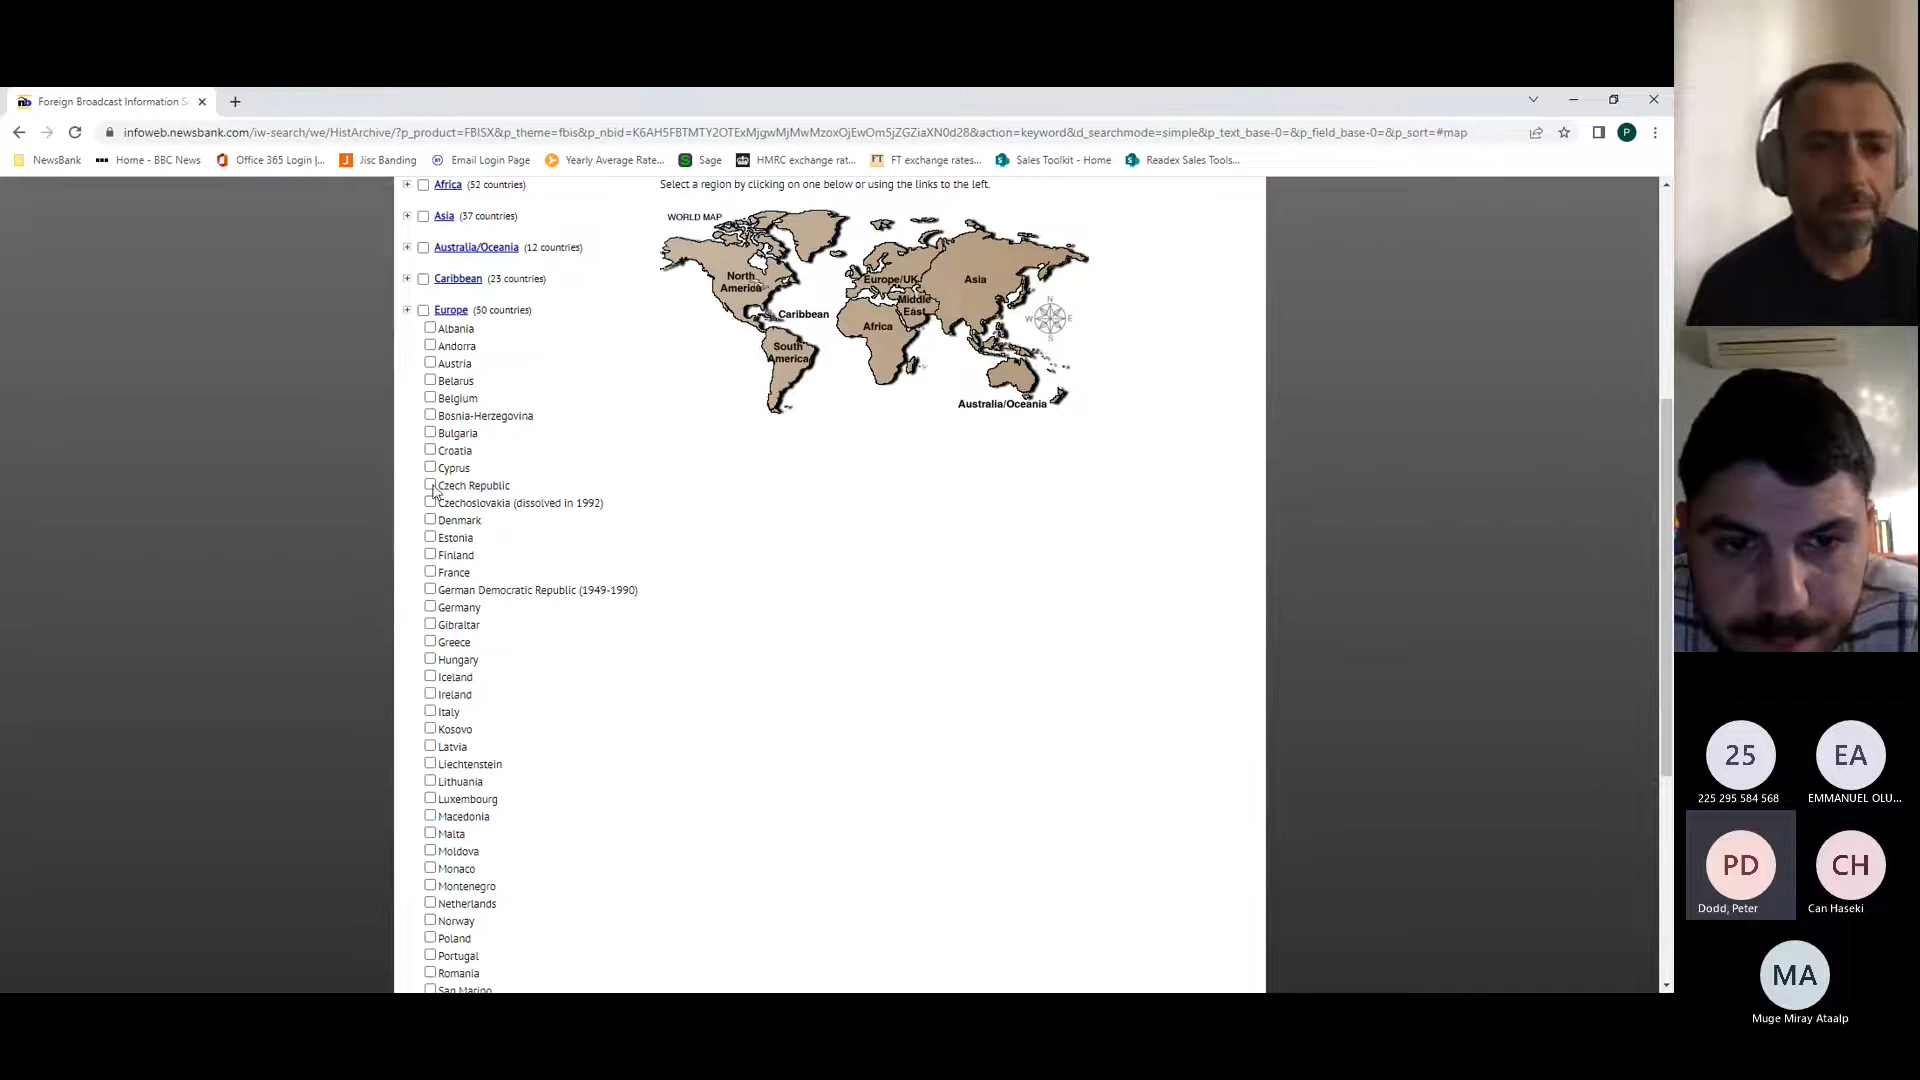 Foreign Broadcast Information S
infoweb.newsbank.com/iw-search/we/HistArchive/?p_product=FBISX&p_theme=fbis&p_nbid=K6AH5FBTMTY2OTExMjgwMjMwMzoxOjEwOm5jZGZiaXN0d28&action=keyword&d_searchmode=simple&p_text_base-0=&p_field_base-0=&p_sort=#map
P
NewsBank
Home - BBC News
Office 365 Login |...
Jisc Banding
Email Login Page
Yearly Average Rate...
Sage
HMRC exchange rat...
FT exchange rates...
Sales Toolkit - Home
Readex Sales Tools...
Africa (52 countries)
Asia (37 countries)
Australia/Oceania (12 countries)
Caribbean (23 countries)
Europe (50 countries)
Albania
Andorra
Austria
Belarus
Belgium
Bosnia-Herzegovina
Bulgaria
Croatia
Cyprus
Czech Republic
Czechoslovakia (dissolved in 1992)
Denmark
Estonia
Finland
France
German Democratic Republic (1949-1990)
Germany
Gibraltar
Greece
Hungary
Iceland
Ireland
Italy
Kosovo
Latvia
Liechtenstein
Lithuania
Luxembourg
Macedonia
Malta
Moldova
Monaco
Montenegro
Netherlands
Norway
Poland
Portugal
Romania
San Marino
Select a region by clicking on one below or using the links to the left.
WORLD MAP
North
America
Caribbean
South
America
Europe/UK
Middle
East
Africa
Asia
N
W
E
S
Australia/Oceania
25
225 295 584 568
EA
EMMANUEL OLU...
PD
Dodd, Peter
CH
Can Haseki
MA
Muge Miray Ataalp